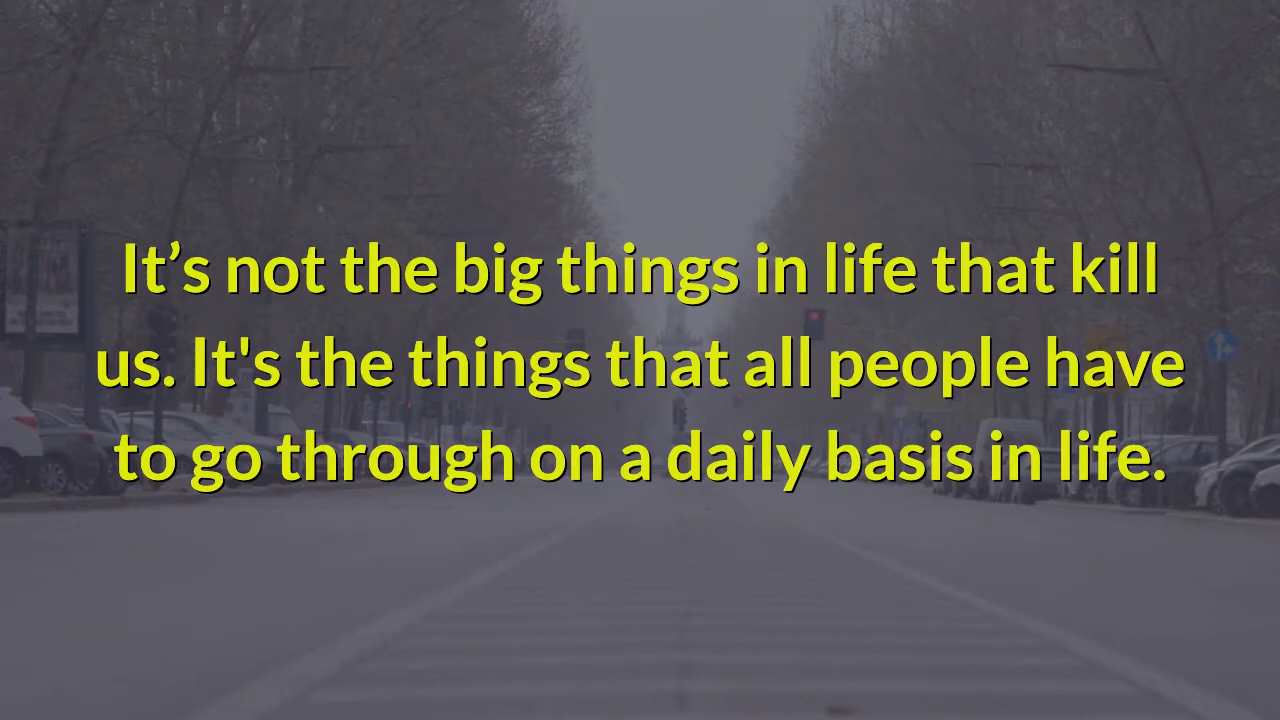 It’s not the big things in life that kill
us. It's the things that all people have
to go through on a daily basis in life.